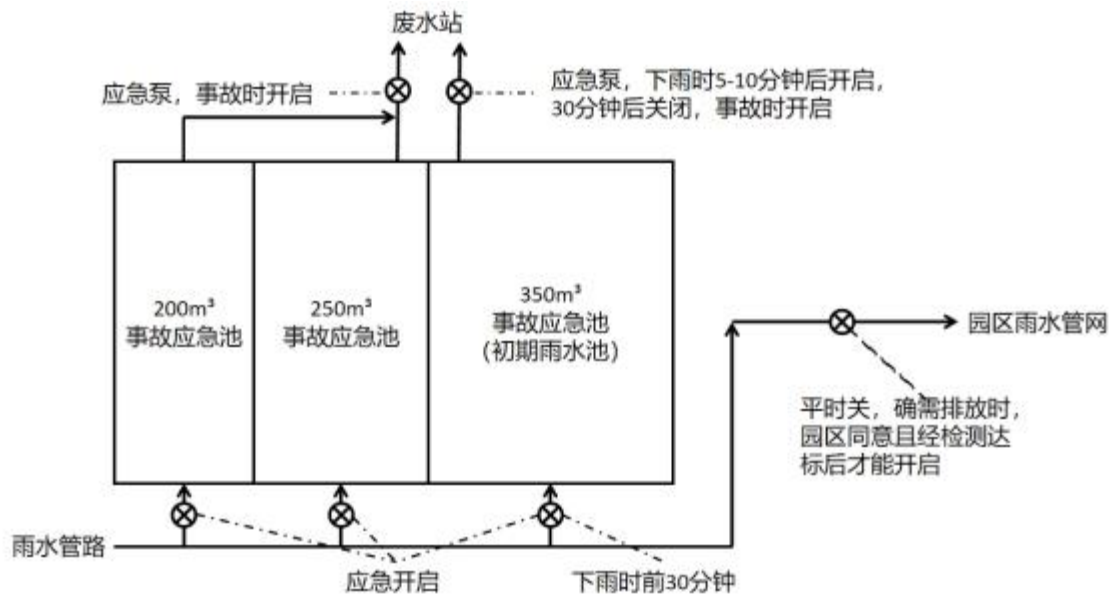 废水站
应急泵，事故时开启
应急泵，下雨时5-10分钟后开启，
30分钟后关闭，事故时开启
200m³
事故应急池
250m³
事故应急池
350m³
事故应急池
(初期雨水池)
园区雨水管网
平时关，确需排放时，
园区同意且经检测达
标后才能开启
雨水管路
应急开启
下雨时前30分钟